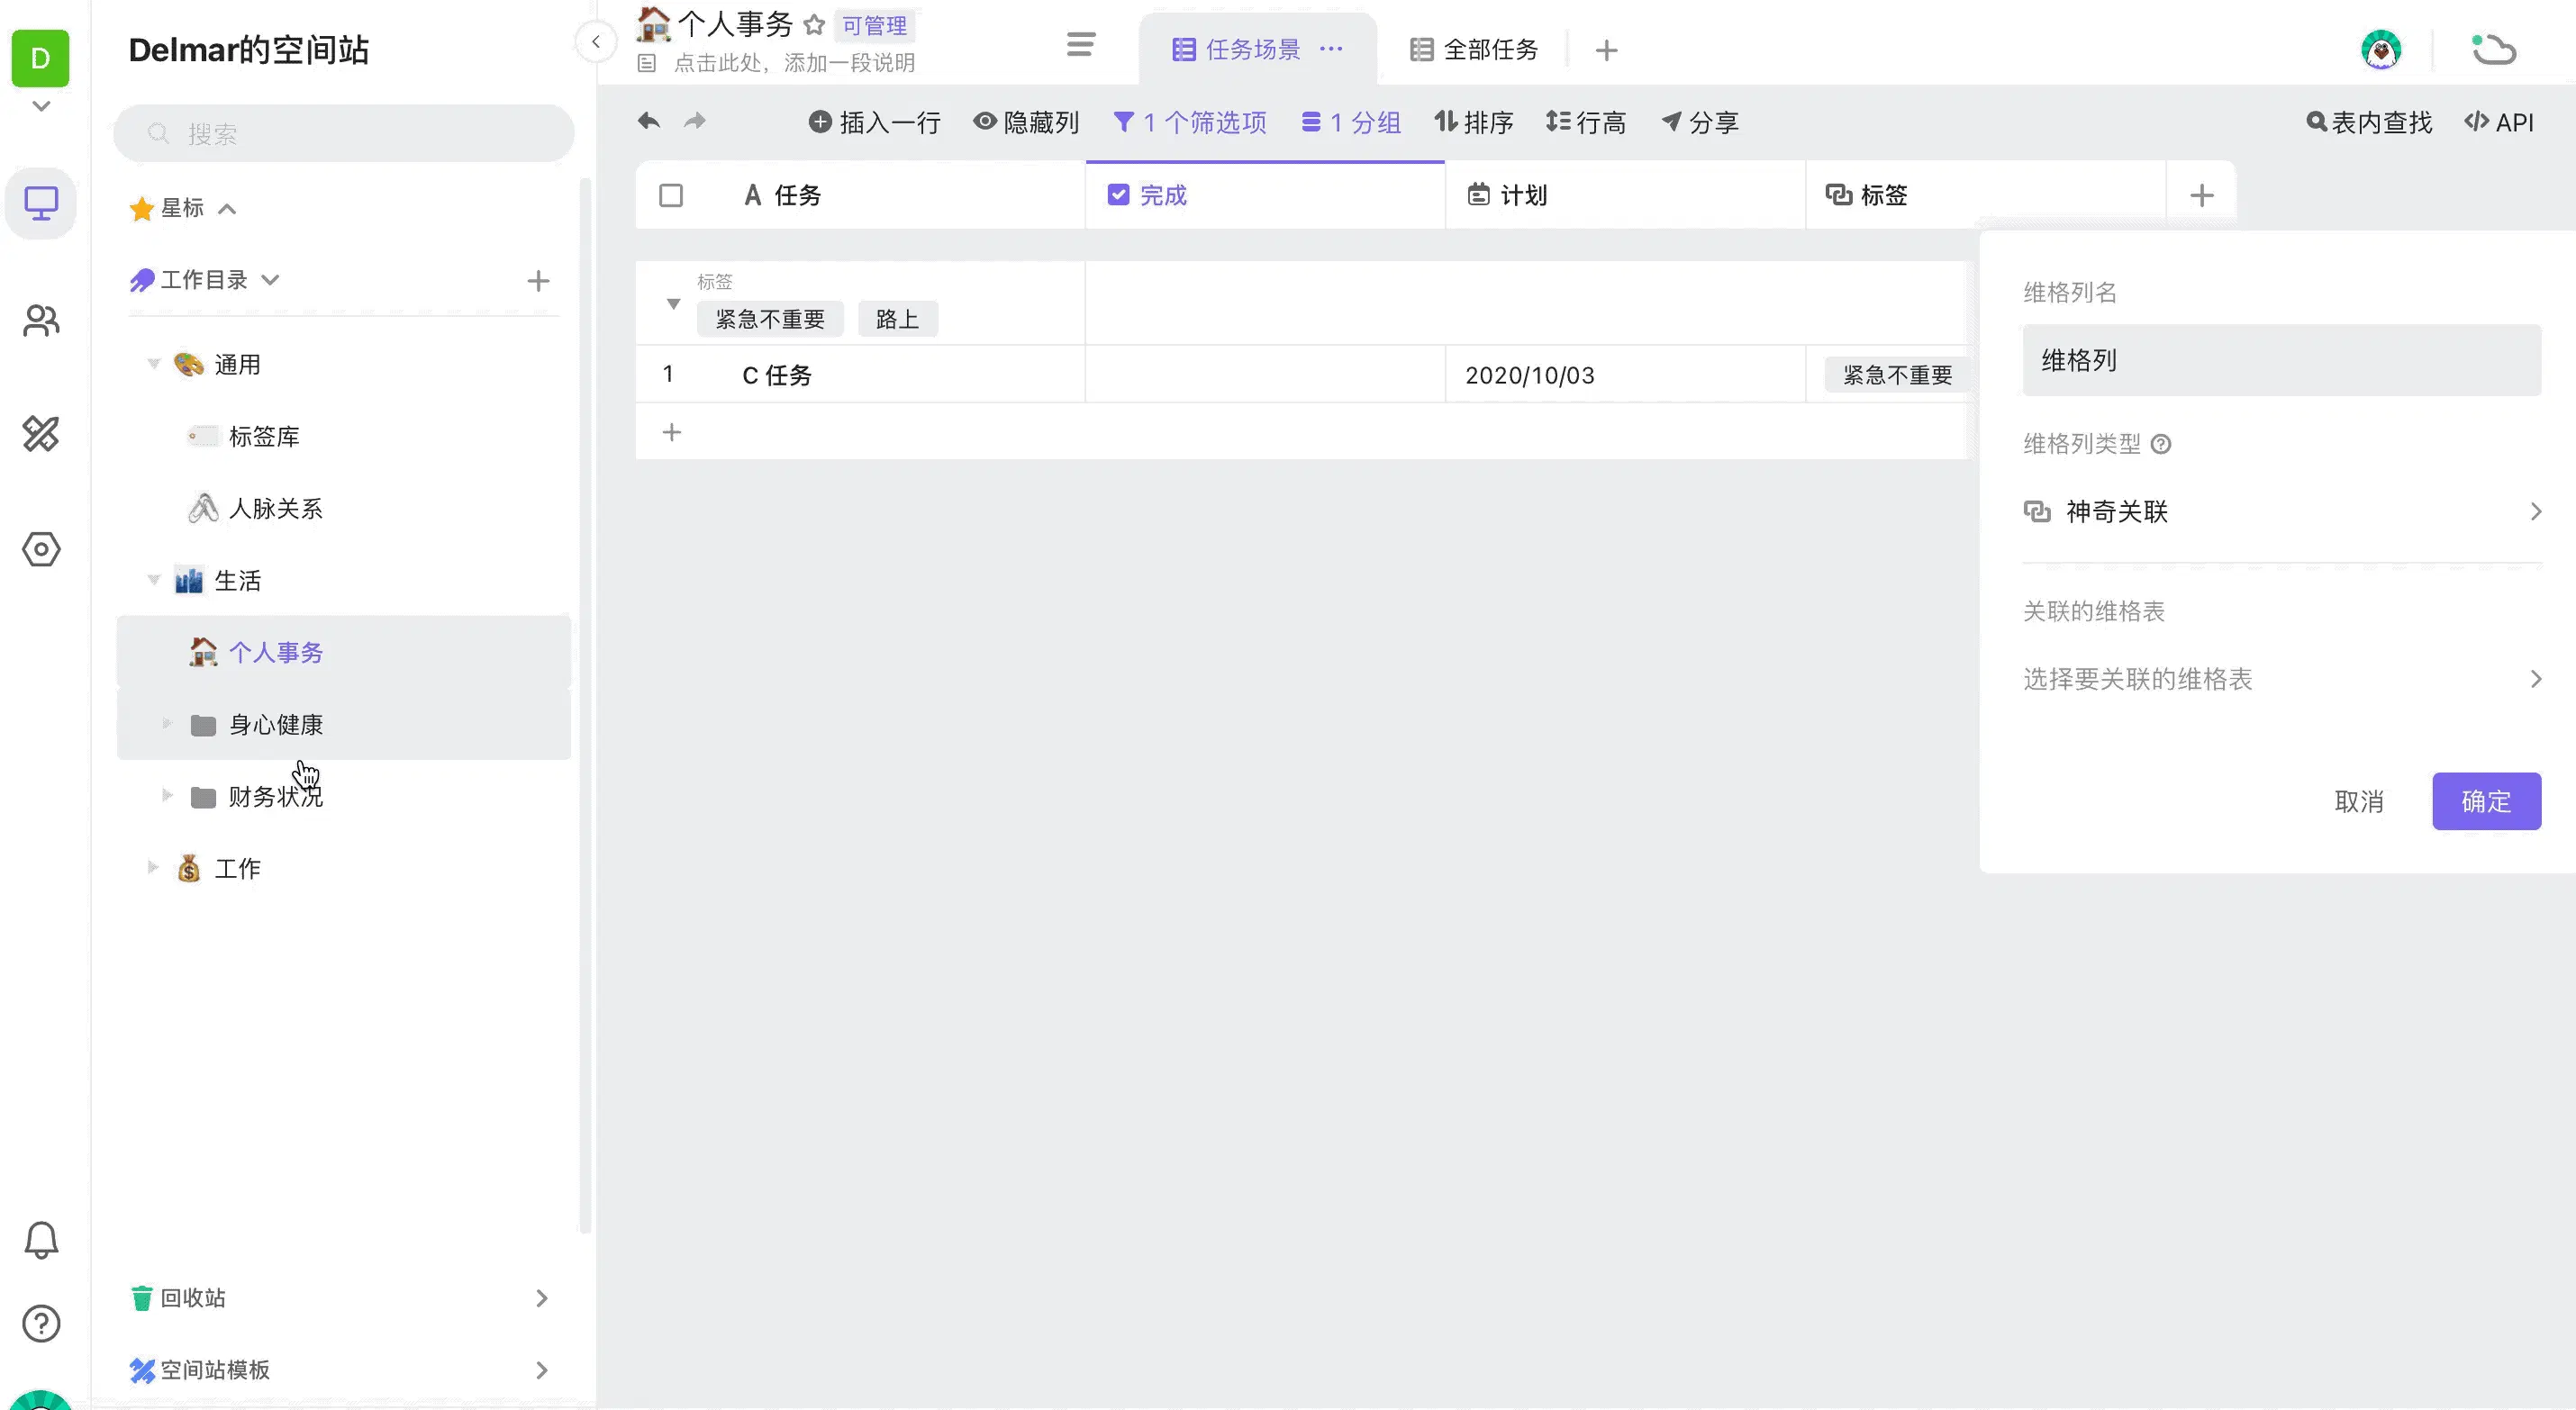 D
Delmar的空间站
搜索
星标
工作目录
通用
标签库
人脉关系
生活
个人事务
身心健康
财务状况
工作
回收站
空间站模板
个人事务 可管理
点击此处，添加一段说明
任务场景
全部任务
插入一行 隐藏列 1 个筛选项 1 分组 排序 行高 分享 表内查找 API
任务 完成 计划 标签
标签
紧急不重要 路上
1 C 任务 2020/10/03 紧急不重要
维格列名
维格列
维格列类型
神奇关联
关联的维格表
选择要关联的维格表
取消 确定